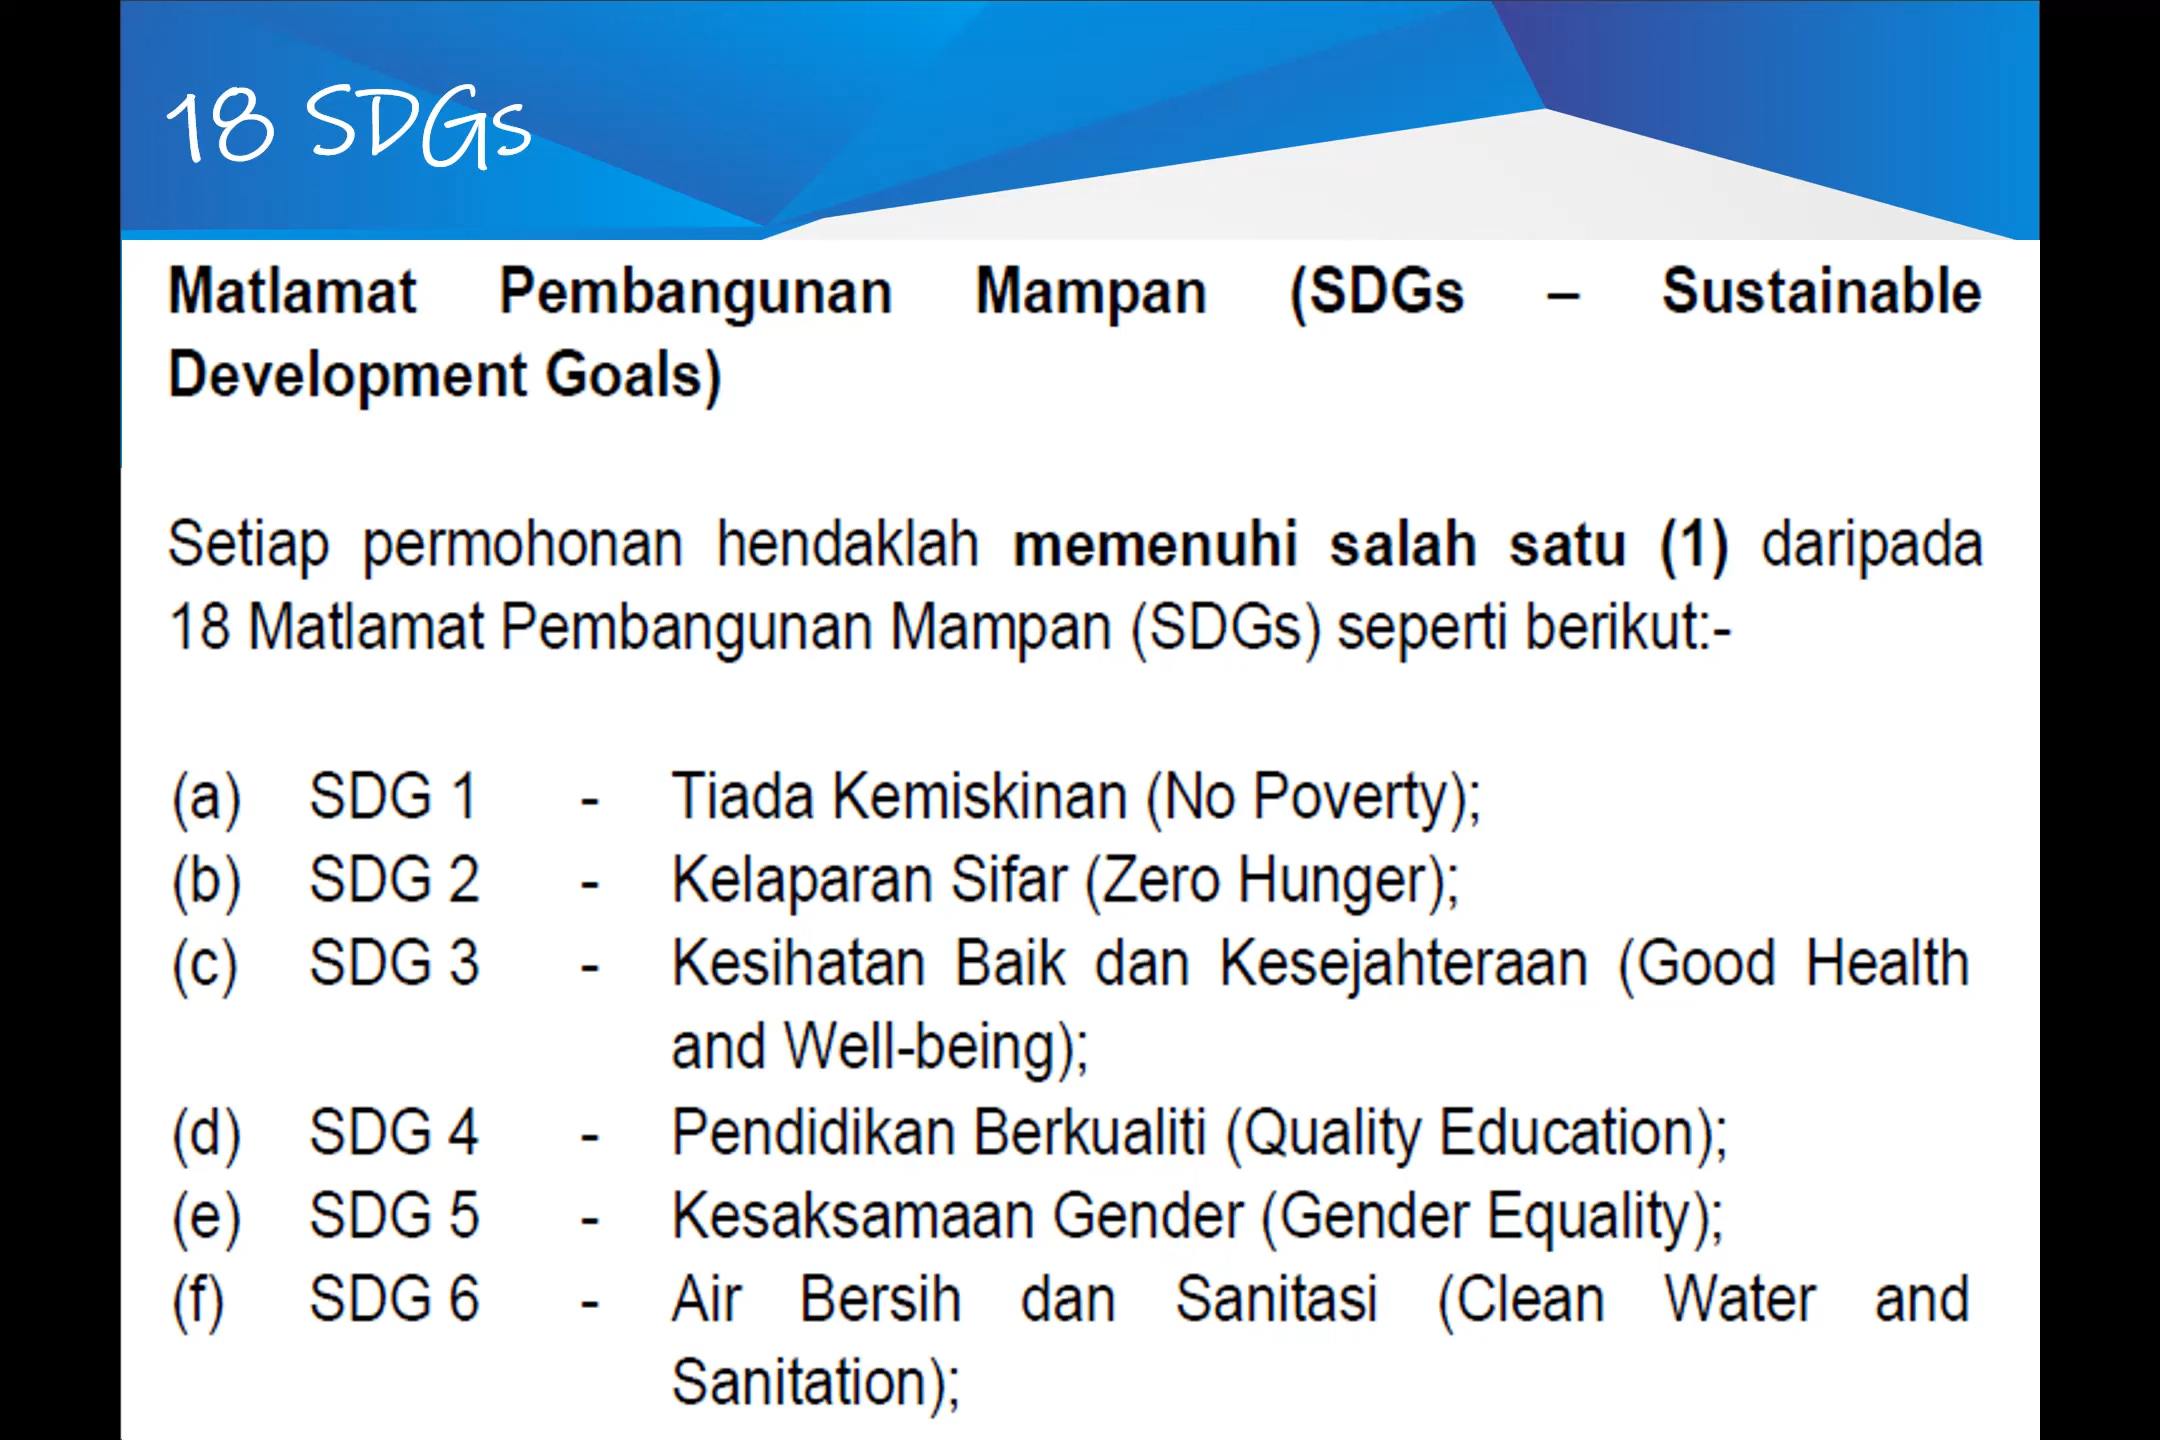 18 SDGs
Matlamat Pembangunan Mampan (SDGs – Sustainable
Development Goals)
Setiap permohonan hendaklah memenuhi salah satu (1) daripada
18 Matlamat Pembangunan Mampan (SDGs) seperti berikut:-
(a) SDG 1 - Tiada Kemiskinan (No Poverty);
(b) SDG 2 - Kelaparan Sifar (Zero Hunger);
(c) SDG 3 - Kesihatan Baik dan Kesejahteraan (Good Health
and Well-being);
(d) SDG 4 - Pendidikan Berkualiti (Quality Education);
(e) SDG 5 - Kesaksamaan Gender (Gender Equality);
(f) SDG 6 - Air Bersih dan Sanitasi (Clean Water and
Sanitation);